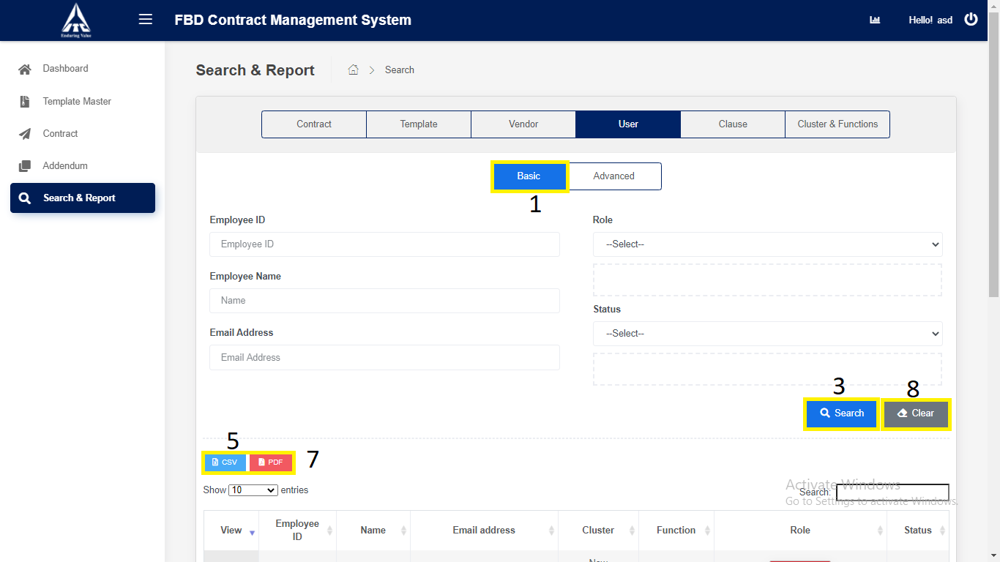 ITC
Enduring Value
FBD Contract Management System
Hello! asd
Dashboard
Template Master
Contract
Addendum
Search & Report
Search & Report
Search
Contract
Template
Vendor
User
Clause
Cluster & Functions
Basic
Advanced
1
Employee ID
Employee ID
Employee Name
Name
Email Address
Email Address
Role
--Select--
Status
--Select--
3
8
Search
Clear
5
7
CSV
PDF
Show 10 entries
Search:
Activate Windows
Go to Settings to activate Windows.
View
Employee
ID
Name
Email address
Cluster
Function
Role
Status